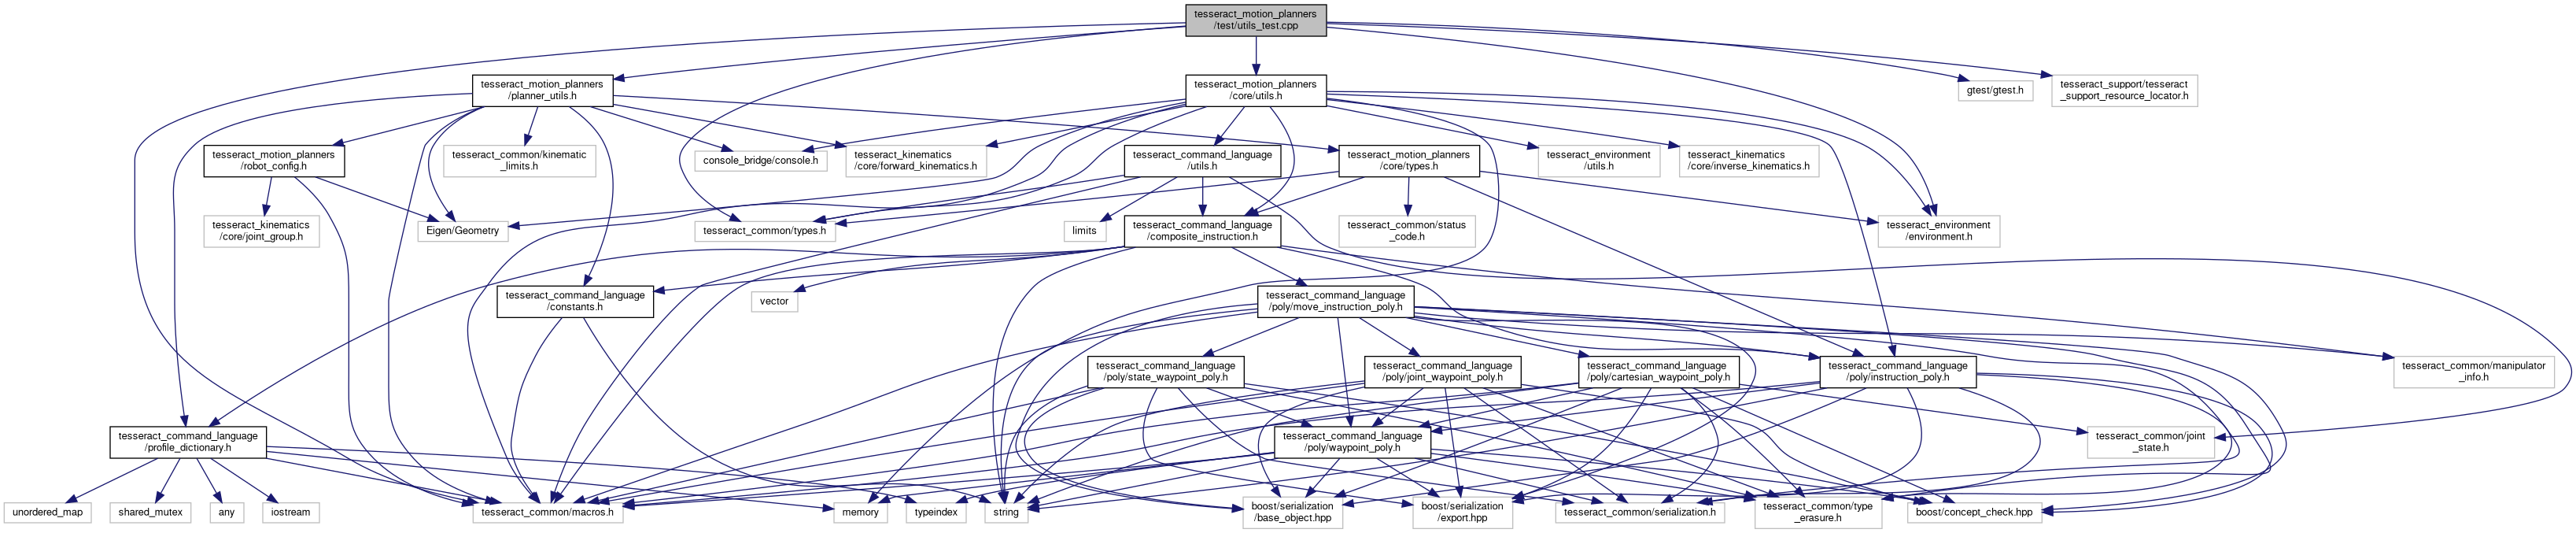 tesseract_motion_planners
/test/utils_test.cpp
tesseract_motion_planners
/planner_utils.h
tesseract_motion_planners
/core/utils.h
gtest/gtest.h
tesseract_support/tesseract
_support_resource_locator.h
tesseract_motion_planners
/robot_config.h
tesseract_common/kinematic
_limits.h
console_bridge/console.h
tesseract_kinematics
/core/forward_kinematics.h
tesseract_command_language
/utils.h
tesseract_motion_planners
/core/types.h
tesseract_environment
/utils.h
tesseract_kinematics
/core/inverse_kinematics.h
tesseract_kinematics
/core/joint_group.h
Eigen/Geometry
tesseract_common/types.h
limits
tesseract_command_language
/composite_instruction.h
tesseract_common/status
_code.h
tesseract_environment
/environment.h
tesseract_command_language
/constants.h
vector
tesseract_command_language
/poly/move_instruction_poly.h
tesseract_command_language
/poly/state_waypoint_poly.h
tesseract_command_language
/poly/joint_waypoint_poly.h
tesseract_command_language
/poly/cartesian_waypoint_poly.h
tesseract_command_language
/poly/instruction_poly.h
tesseract_common/manipulator
_info.h
tesseract_command_language
/profile_dictionary.h
tesseract_command_language
/poly/waypoint_poly.h
tesseract_common/joint
_state.h
unordered_map
shared_mutex
any
iostream
tesseract_common/macros.h
memory
typeindex
string
boost/serialization
/base_object.hpp
boost/serialization
/export.hpp
tesseract_common/serialization.h
tesseract_common/type
_erasure.h
boost/concept_check.hpp